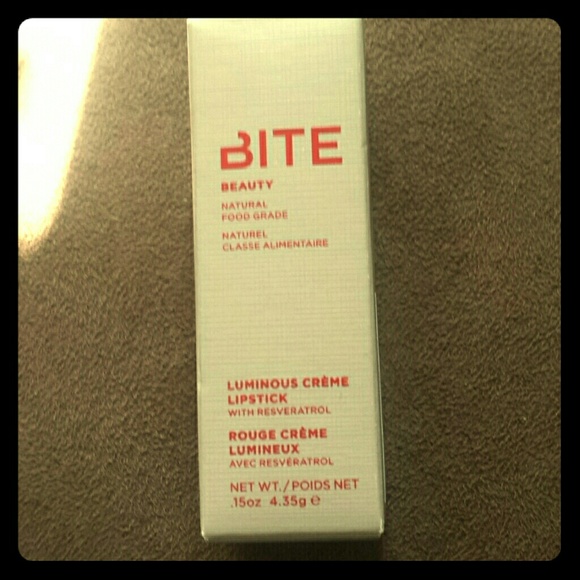 BITE
BEAUTY
NATURAL
FOOD GRADE
NATUREL
CLASSE ALIMENTAIRE
LUMINOUS CRÈME
LIPSTICK
WITH RESVERATROL
ROUGE CRÈME
LUMINEUX
AVEC RESVÉRATROL
NET WT./POIDS NET
.15oz 4.35g ℮